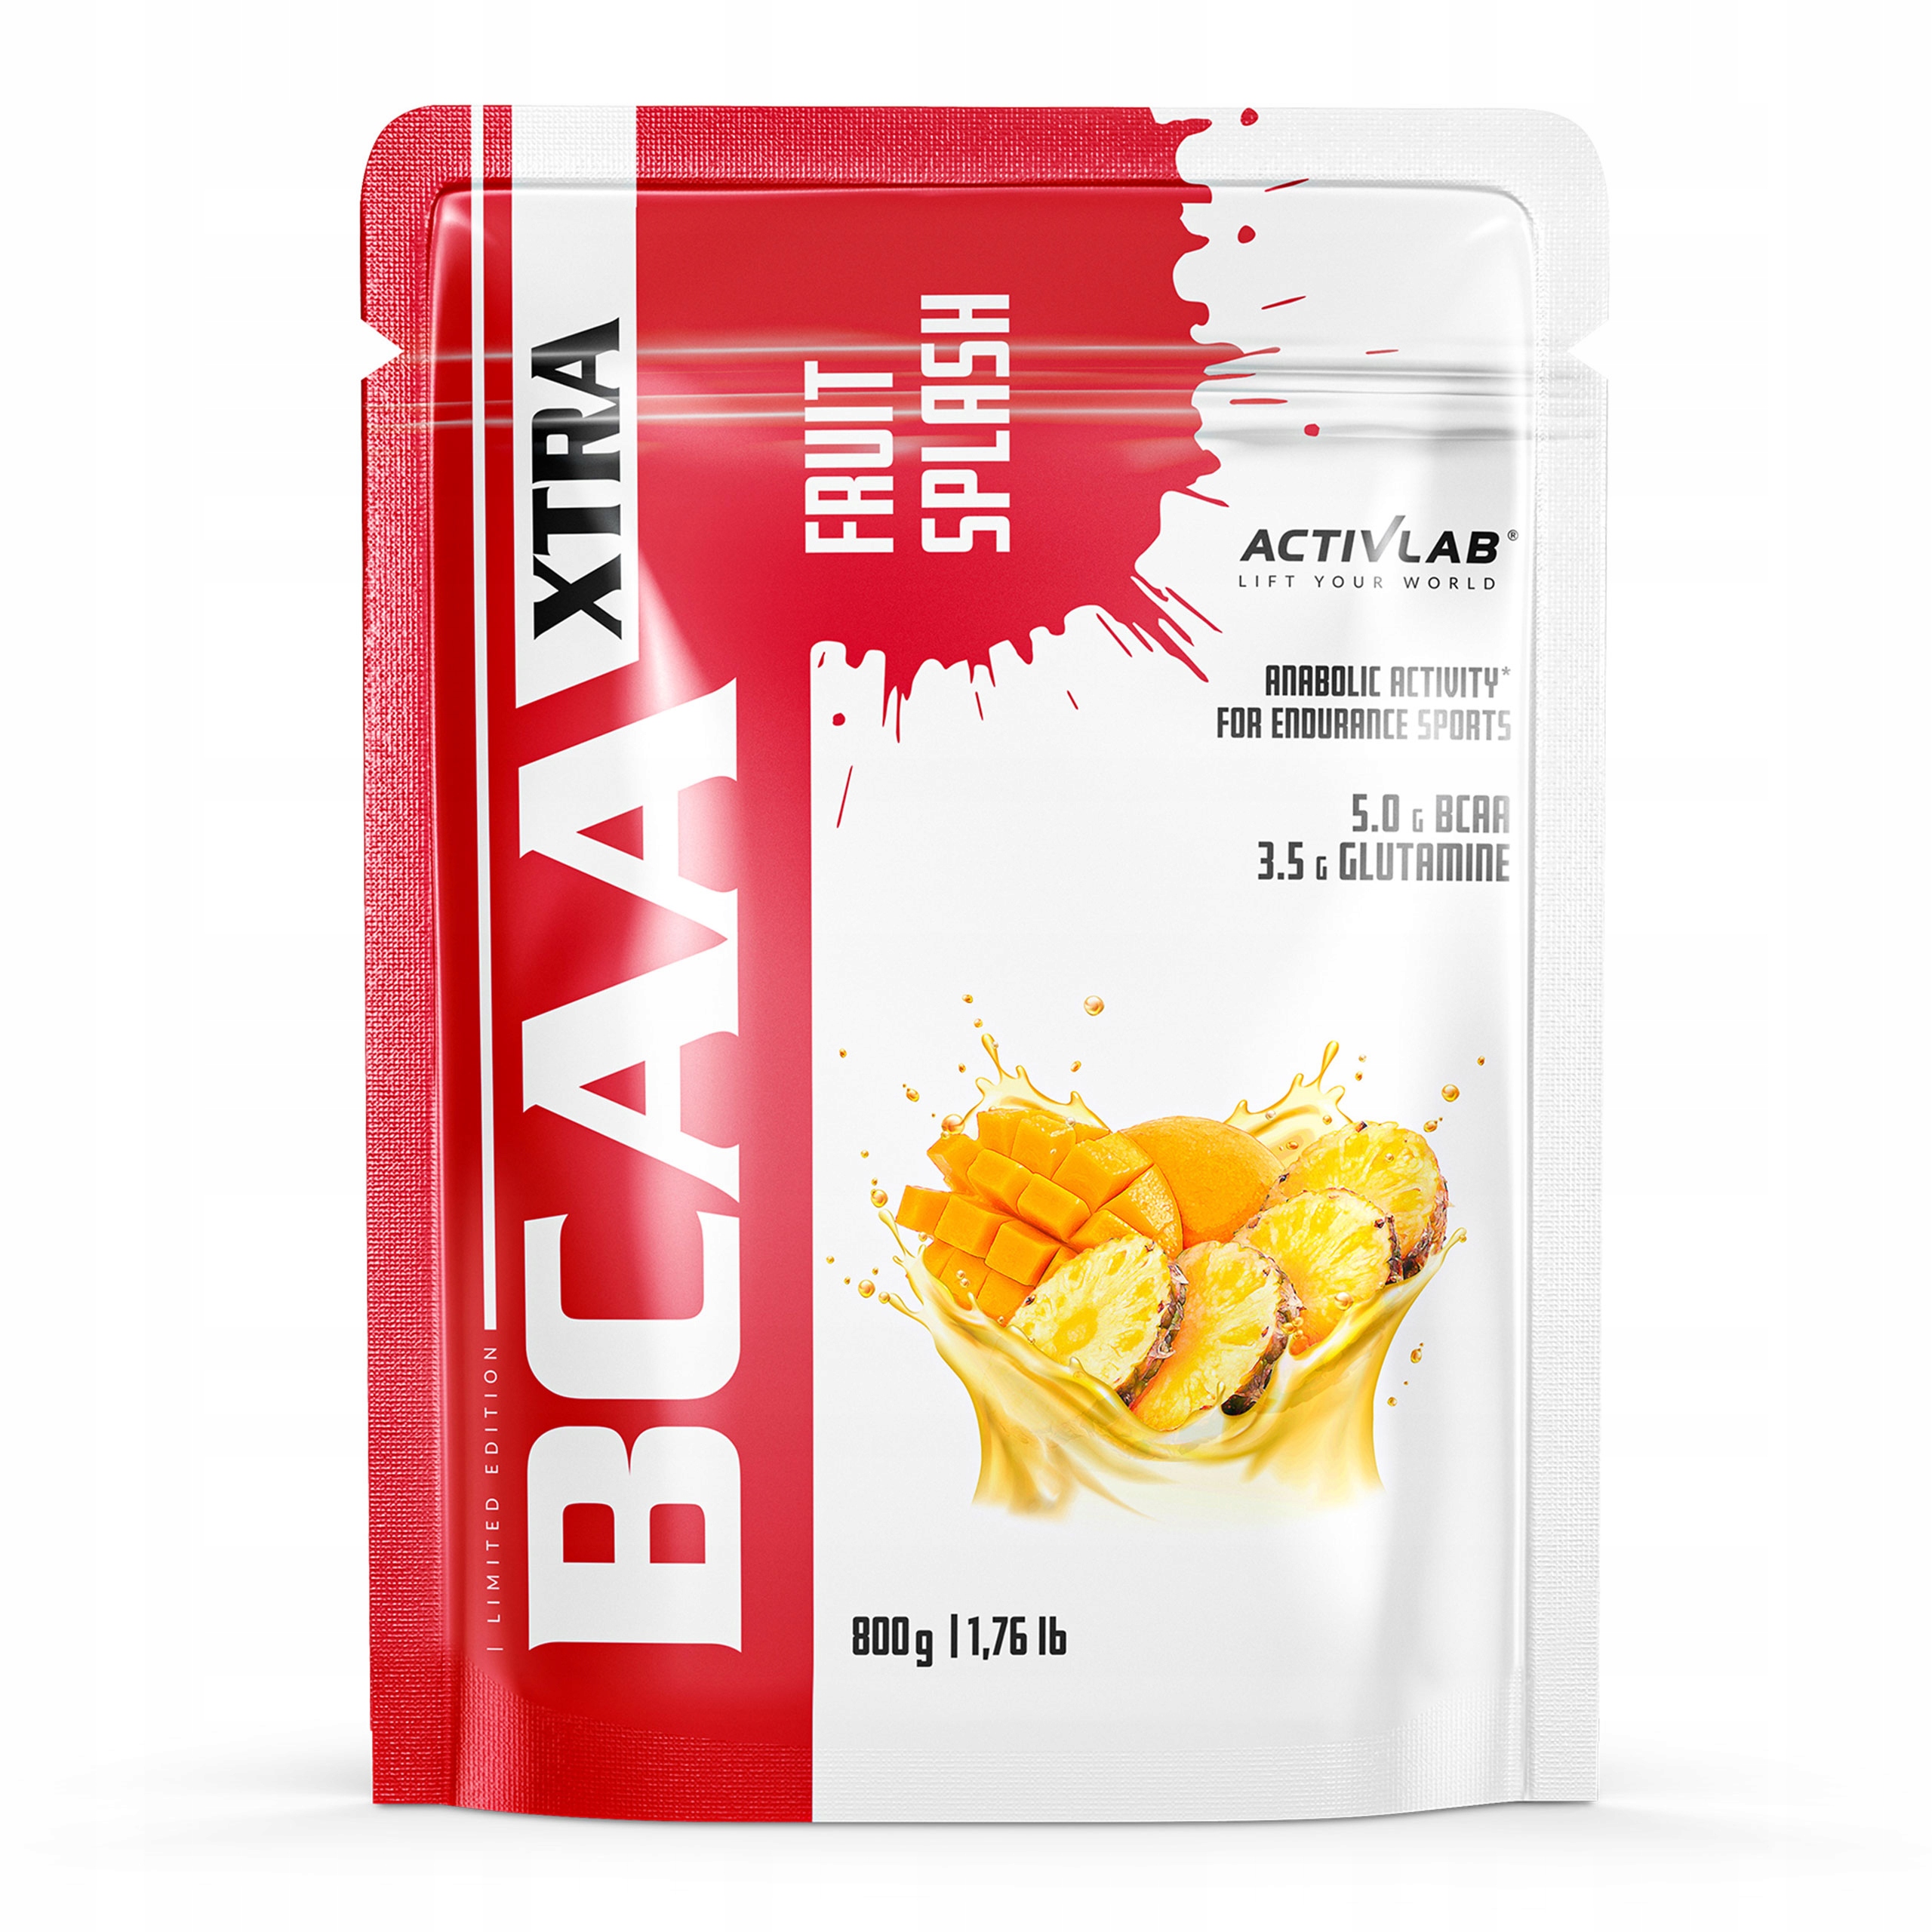 BCAA XTRA
| LIMITED EDITION
FRUIT
SPLASH
ACTIVLAB®
LIFT YOUR WORLD
ANABOLIC ACTIVITY*
FOR ENDURANCE SPORTS
5.0 G BCAA
3.5 G GLUTAMINE
800g | 1,76 lb